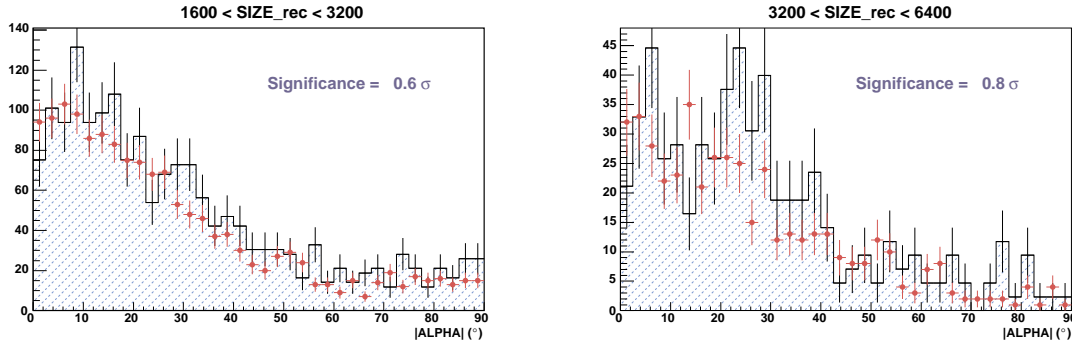 1600 < SIZE_rec < 3200
140
120
100
80
60
40
20
0
Significance = 0.6 σ
0 10 20 30 40 50 60 70 80 90
|ALPHA| (°)
3200 < SIZE_rec < 6400
45
40
35
30
25
20
15
10
5
0
Significance = 0.8 σ
0 10 20 30 40 50 60 70 80 90
|ALPHA| (°)